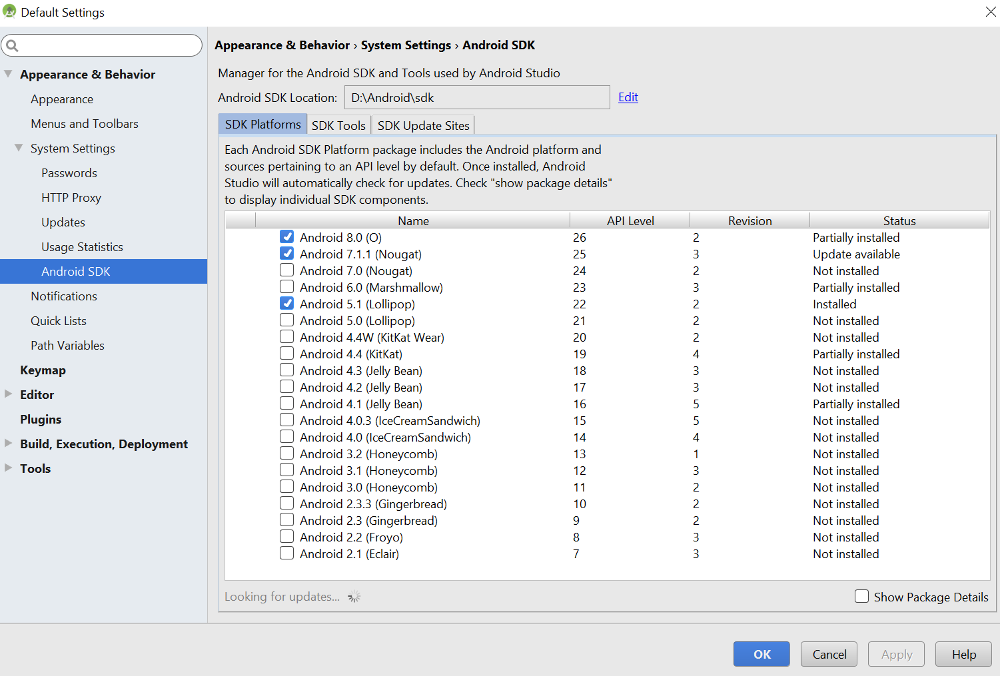 Default Settings
Appearance & Behavior
Appearance
Menus and Toolbars
System Settings
Passwords
HTTP Proxy
Updates
Usage Statistics
Android SDK
Notifications
Quick Lists
Path Variables
Keymap
Editor
Plugins
Build, Execution, Deployment
Tools
Appearance & Behavior › System Settings › Android SDK
Manager for the Android SDK and Tools used by Android Studio
Android SDK Location: D:\Android\sdk Edit
SDK Platforms SDK Tools SDK Update Sites
Each Android SDK Platform package includes the Android platform and
sources pertaining to an API level by default. Once installed, Android
Studio will automatically check for updates. Check "show package details"
to display individual SDK components.
Name API Level Revision Status
Android 8.0 (O) 26 2 Partially installed
Android 7.1.1 (Nougat) 25 3 Update available
Android 7.0 (Nougat) 24 2 Not installed
Android 6.0 (Marshmallow) 23 3 Partially installed
Android 5.1 (Lollipop) 22 2 Installed
Android 5.0 (Lollipop) 21 2 Not installed
Android 4.4W (KitKat Wear) 20 2 Not installed
Android 4.4 (KitKat) 19 4 Partially installed
Android 4.3 (Jelly Bean) 18 3 Not installed
Android 4.2 (Jelly Bean) 17 3 Not installed
Android 4.1 (Jelly Bean) 16 5 Partially installed
Android 4.0.3 (IceCreamSandwich) 15 5 Not installed
Android 4.0 (IceCreamSandwich) 14 4 Not installed
Android 3.2 (Honeycomb) 13 1 Not installed
Android 3.1 (Honeycomb) 12 3 Not installed
Android 3.0 (Honeycomb) 11 2 Not installed
Android 2.3.3 (Gingerbread) 10 2 Not installed
Android 2.3 (Gingerbread) 9 2 Not installed
Android 2.2 (Froyo) 8 3 Not installed
Android 2.1 (Eclair) 7 3 Not installed
Looking for updates... Show Package Details
OK Cancel Apply Help